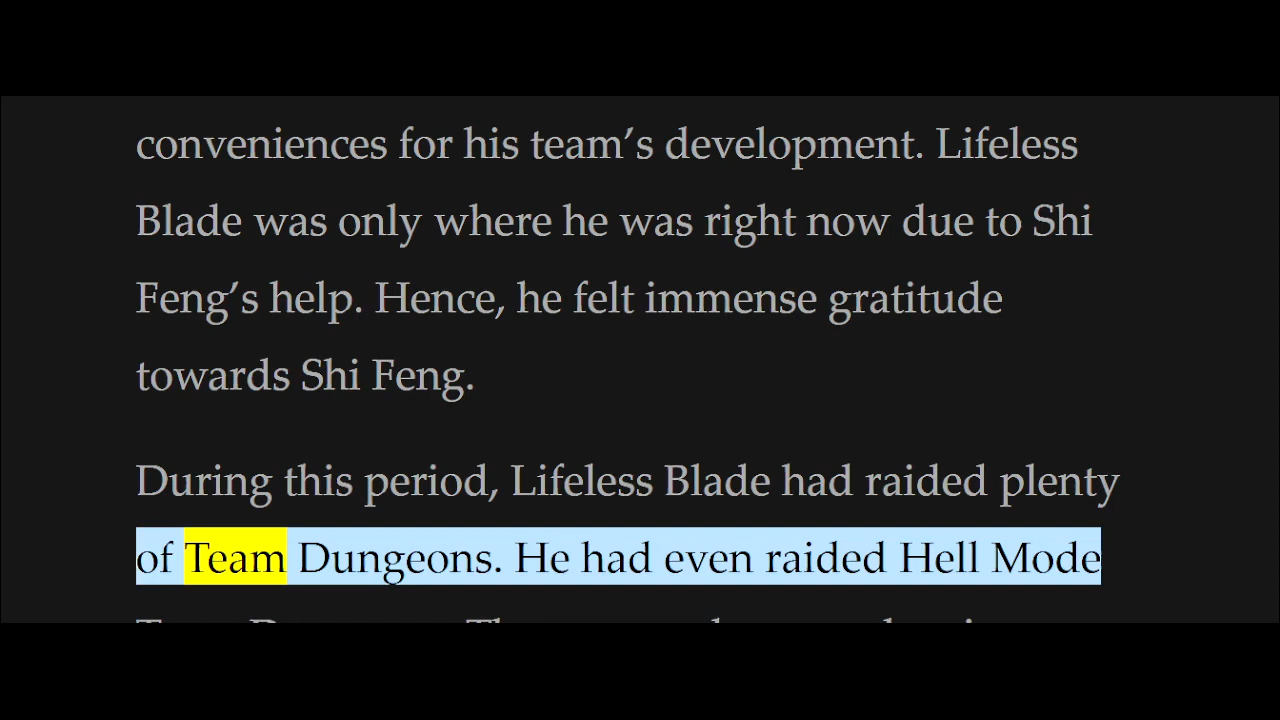 conveniences for his team’s development. Lifeless
Blade was only where he was right now due to Shi
Feng’s help. Hence, he felt immense gratitude
towards Shi Feng.
During this period, Lifeless Blade had raided plenty
of Team Dungeons. He had even raided Hell Mode